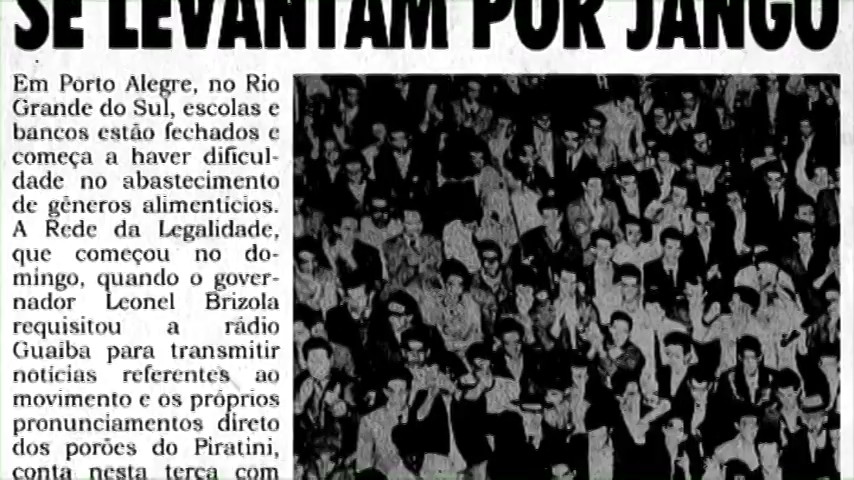 SE LEVANTAM POR JANGO
Em Porto Alegre, no Rio
Grande do Sul, escolas e
bancos estão fechados e
começa a haver dificul-
dade no abastecimento
de gêneros alimentícios.
A Rede da Legalidade,
que começou no do-
mingo, quando o gover-
nador Leonel Brizola
requisitou a rádio
Guaíba para transmitir
notícias referentes ao
movimento e os próprios
pronunciamentos direto
dos porões do Piratini,
conta nesta terça com